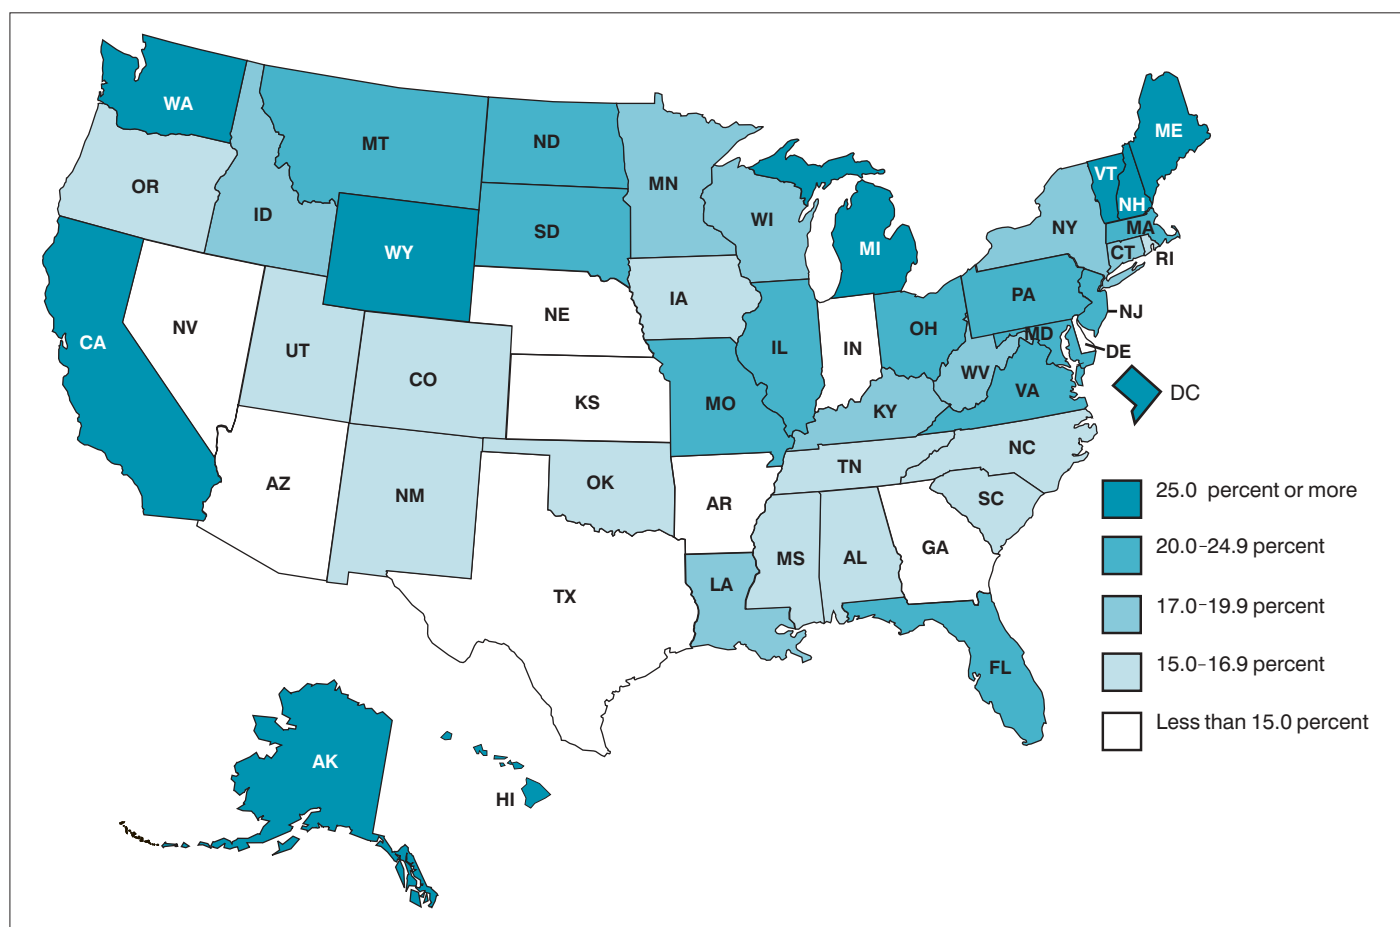 WA
ME
MT
ND
VT
MN
OR
NH
ID
WI
NY
MA
SD
MI
CT
RI
WY
PA
NE
IA
NJ
NV
OH
MD
CA
UT
IL
IN
DE
CO
WV
VA
DC
KS
MO
KY
NC
TN
AZ
NM
OK
AR
SC
25.0 percent or more
GA
20.0–24.9 percent
MS
AL
LA
TX
17.0–19.9 percent
FL
15.0–16.9 percent
Less than 15.0 percent
AK
HI